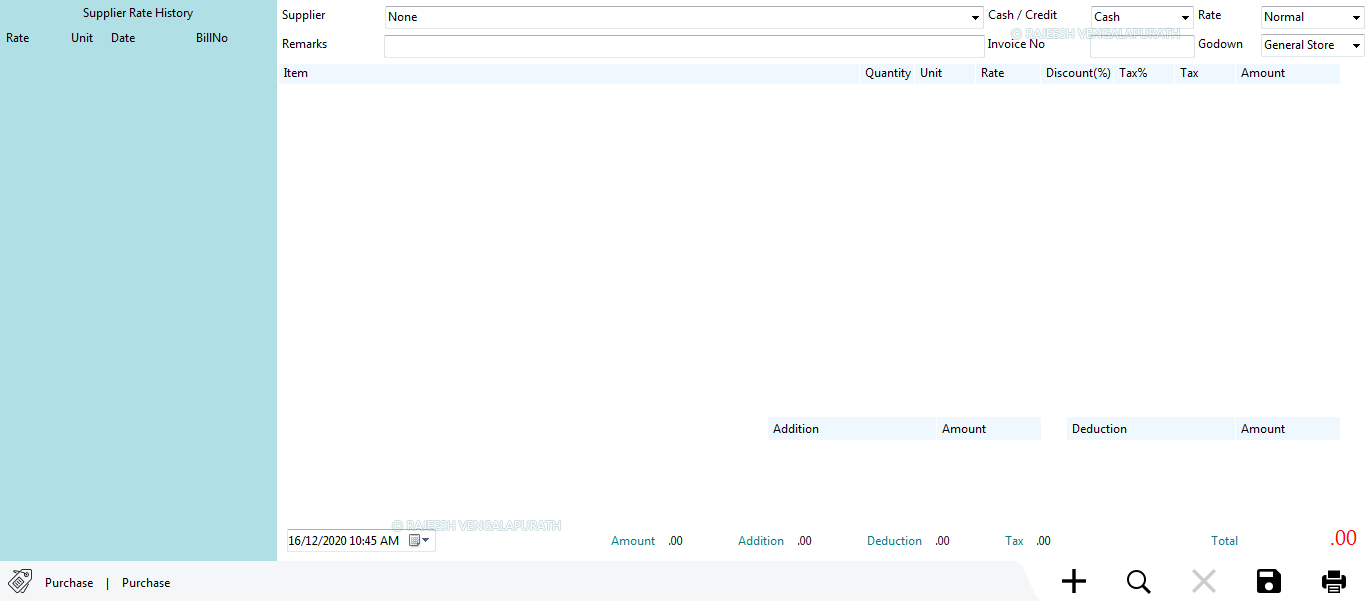 Supplier Rate History
Rate Unit Date BillNo
Supplier None Cash / Credit Cash Rate Normal
© RAJEESH VENGALAPURATH
Remarks Invoice No Godown General Store
Item Quantity Unit Rate Discount(%) Tax% Tax Amount
Addition Amount Deduction Amount
© RAJEESH VENGALAPURATH
16/12/2020 10:45 AM Amount .00 Addition .00 Deduction .00 Tax .00 Total .00
Purchase | Purchase